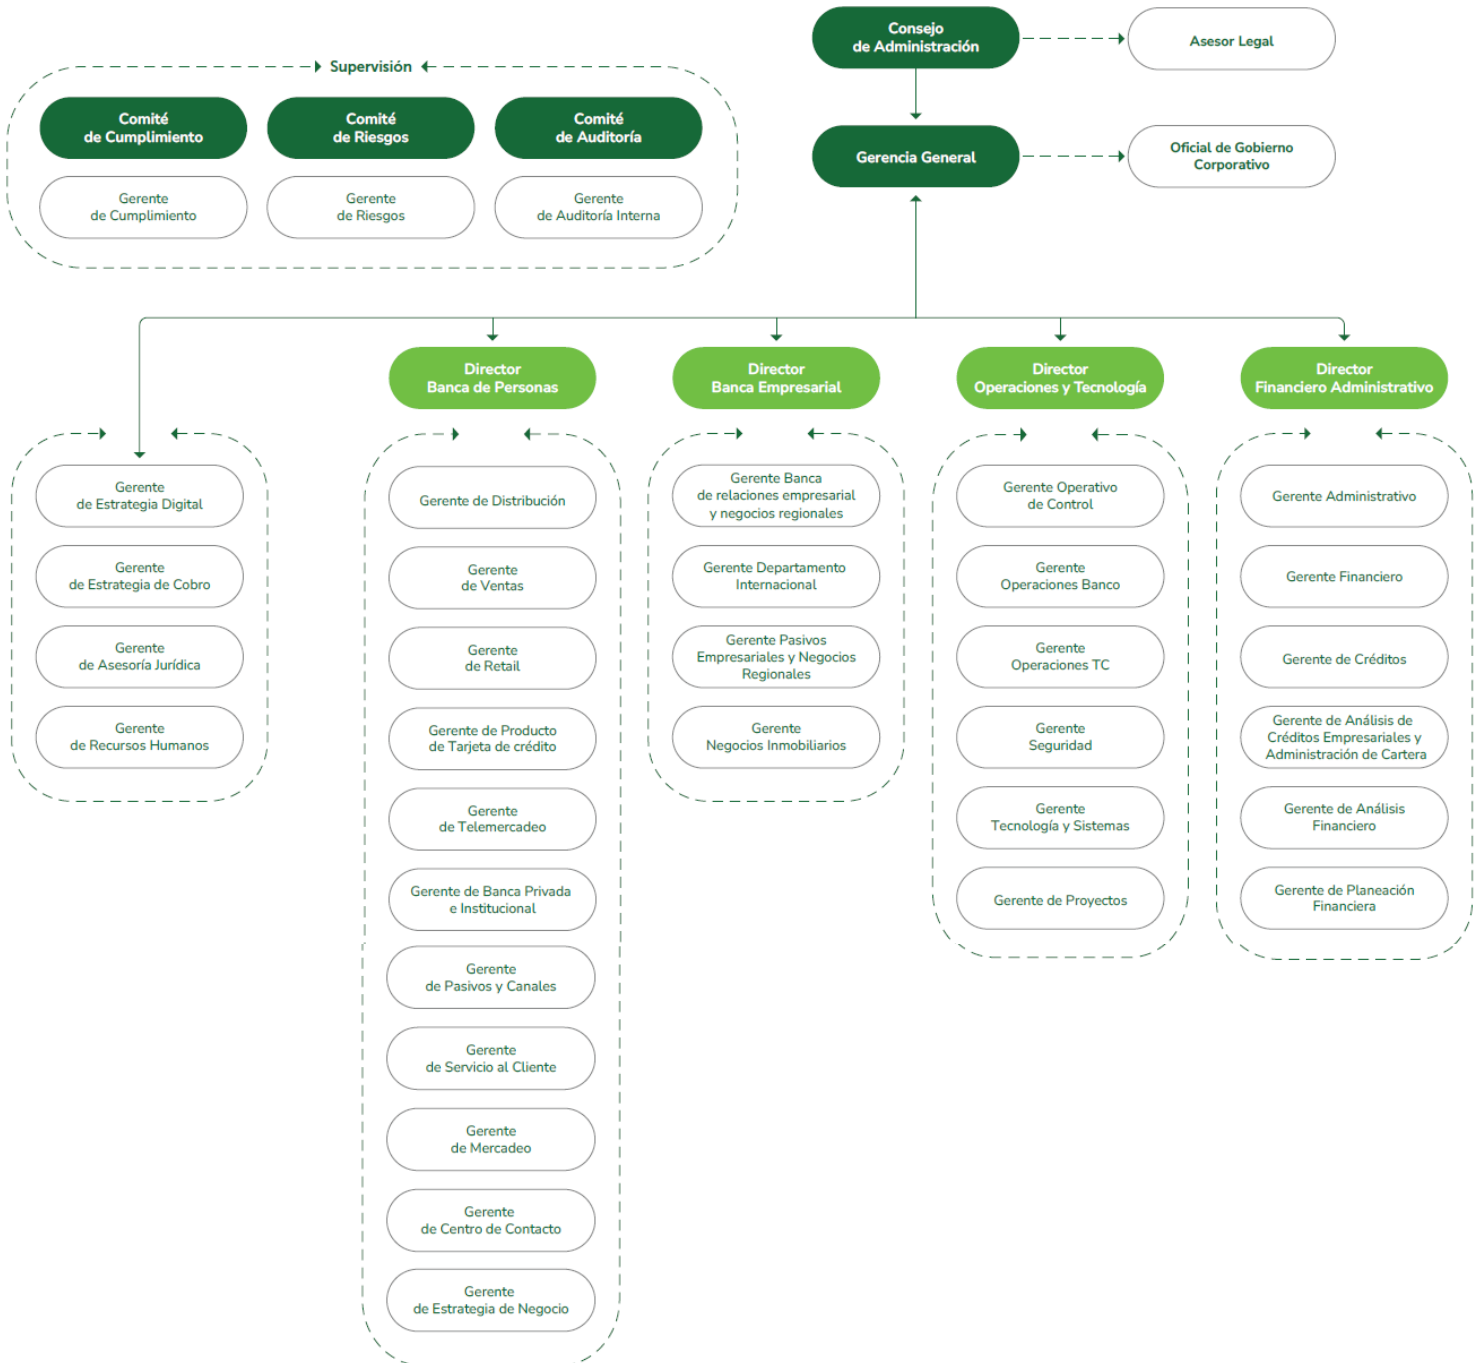 Consejo
de Administración
Asesor Legal
Supervisión
Comité
de Cumplimiento
Comité
de Riesgos
Comité
de Auditoría
Gerencia General
Oficial de Gobierno
Corporativo
Gerente
de Cumplimiento
Gerente
de Riesgos
Gerente
de Auditoría Interna
Director
Banca de Personas
Director
Banca Empresarial
Director
Operaciones y Tecnología
Director
Financiero Administrativo
Gerente
de Estrategia Digital
Gerente
de Estrategia de Cobro
Gerente
de Asesoría Jurídica
Gerente
de Recursos Humanos
Gerente de Distribución
Gerente
de Ventas
Gerente
de Retail
Gerente de Producto
de Tarjeta de crédito
Gerente
de Telemercadeo
Gerente de Banca Privada
e Institucional
Gerente
de Pasivos y Canales
Gerente
de Servicio al Cliente
Gerente
de Mercadeo
Gerente
de Centro de Contacto
Gerente
de Estrategia de Negocio
Gerente Banca
de relaciones empresarial
y negocios regionales
Gerente Departamento
Internacional
Gerente Pasivos
Empresariales y Negocios
Regionales
Gerente
Negocios Inmobiliarios
Gerente Operativo
de Control
Gerente
Operaciones Banco
Gerente
Operaciones TC
Gerente
Seguridad
Gerente
Tecnología y Sistemas
Gerente de Proyectos
Gerente Administrativo
Gerente Financiero
Gerente de Créditos
Gerente de Análisis de
Créditos Empresariales y
Administración de Cartera
Gerente de Análisis
Financiero
Gerente de Planeación
Financiera